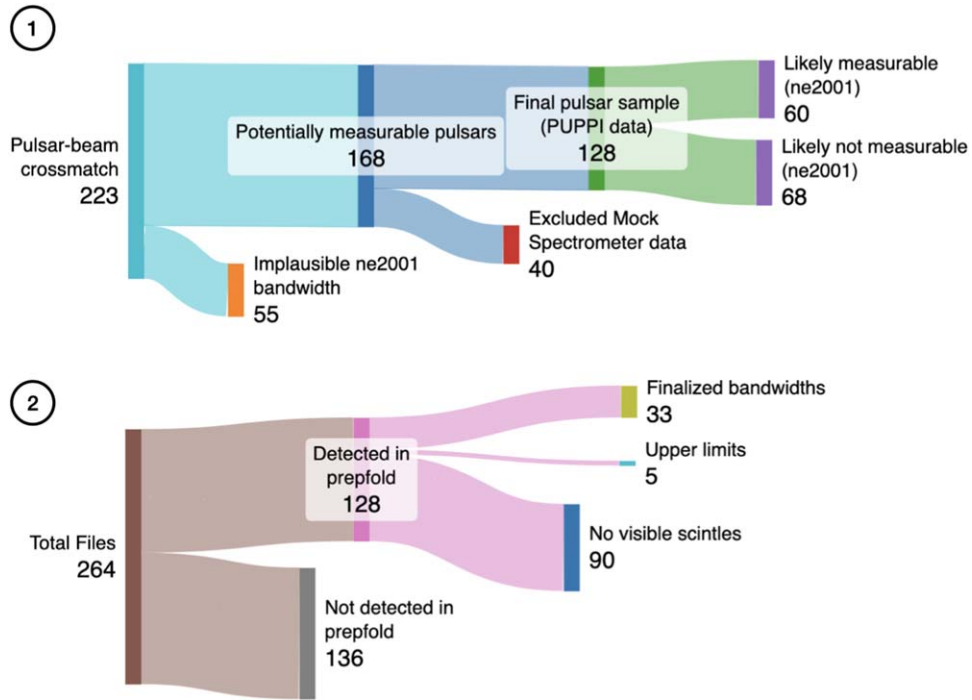 1
Pulsar-beam
crossmatch
223
Potentially measurable pulsars
168
Final pulsar sample
(PUPPI data)
128
Likely measurable
(ne2001)
60
Likely not measurable
(ne2001)
68
Excluded Mock
Spectrometer data
40
Implausible ne2001
bandwidth
55
2
Total Files
264
Detected in
prepfold
128
Finalized bandwidths
33
Upper limits
5
No visible scintles
90
Not detected in
prepfold
136